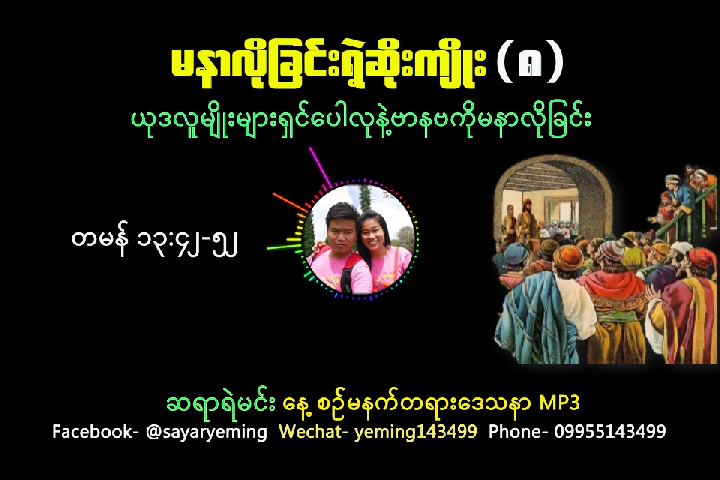 မနာလိုခြင်းရဲ့ဆိုးကျိုး (၈)
ယုဒလူမျိုးများရှင်ပေါလုနဲ့ဗာနဗကိုမနာလိုခြင်း
တမန် ၁၃:၄၂-၅၂
ဆရာရဲမင်း နေ့ စဉ်မနက်တရားဒေသနာ MP3
Facebook- @sayaryeming Wechat- yeming143499 Phone- 09955143499